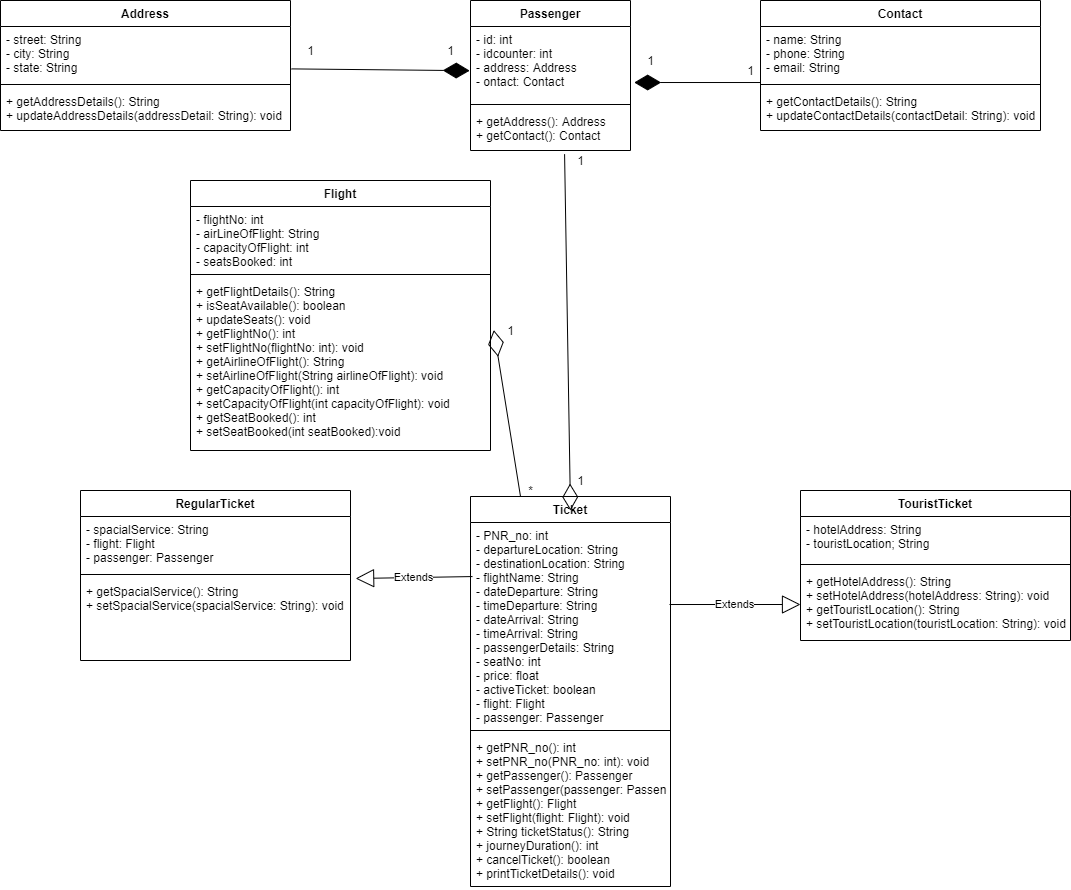 Address
- street: String
- city: String
- state: String
+ getAddressDetails(): String
+ updateAddressDetails(addressDetail: String): void
1
1
Passenger
- id: int
- idcounter: int
- address: Address
- ontact: Contact
+ getAddress(): Address
+ getContact(): Contact
1
1
Contact
- name: String
- phone: String
- email: String
+ getContactDetails(): String
+ updateContactDetails(contactDetail: String): void
1
Flight
- flightNo: int
- airLineOfFlight: String
- capacityOfFlight: int
- seatsBooked: int
+ getFlightDetails(): String
+ isSeatAvailable(): boolean
+ updateSeats(): void
+ getFlightNo(): int
+ setFlightNo(flightNo: int): void
+ getAirlineOfFlight(): String
+ setAirlineOfFlight(String airlineOfFlight): void
+ getCapacityOfFlight(): int
+ setCapacityOfFlight(int capacityOfFlight): void
+ getSeatBooked(): int
+ setSeatBooked(int seatBooked):void
1
*
1
RegularTicket
- spacialService: String
- flight: Flight
- passenger: Passenger
+ getSpacialService(): String
+ setSpacialService(spacialService: String): void
Extends
Ticket
- PNR_no: int
- departureLocation: String
- destinationLocation: String
- flightName: String
- dateDeparture: String
- timeDeparture: String
- dateArrival: String
- timeArrival: String
- passengerDetails: String
- seatNo: int
- price: float
- activeTicket: boolean
- flight: Flight
- passenger: Passenger
+ getPNR_no(): int
+ setPNR_no(PNR_no: int): void
+ getPassenger(): Passenger
+ setPassenger(passenger: Passen
+ getFlight(): Flight
+ setFlight(flight: Flight): void
+ String ticketStatus(): String
+ journeyDuration(): int
+ cancelTicket(): boolean
+ printTicketDetails(): void
Extends
TouristTicket
- hotelAddress: String
- touristLocation; String
+ getHotelAddress(): String
+ setHotelAddress(hotelAddress: String): void
+ getTouristLocation(): String
+ setTouristLocation(touristLocation: String): void